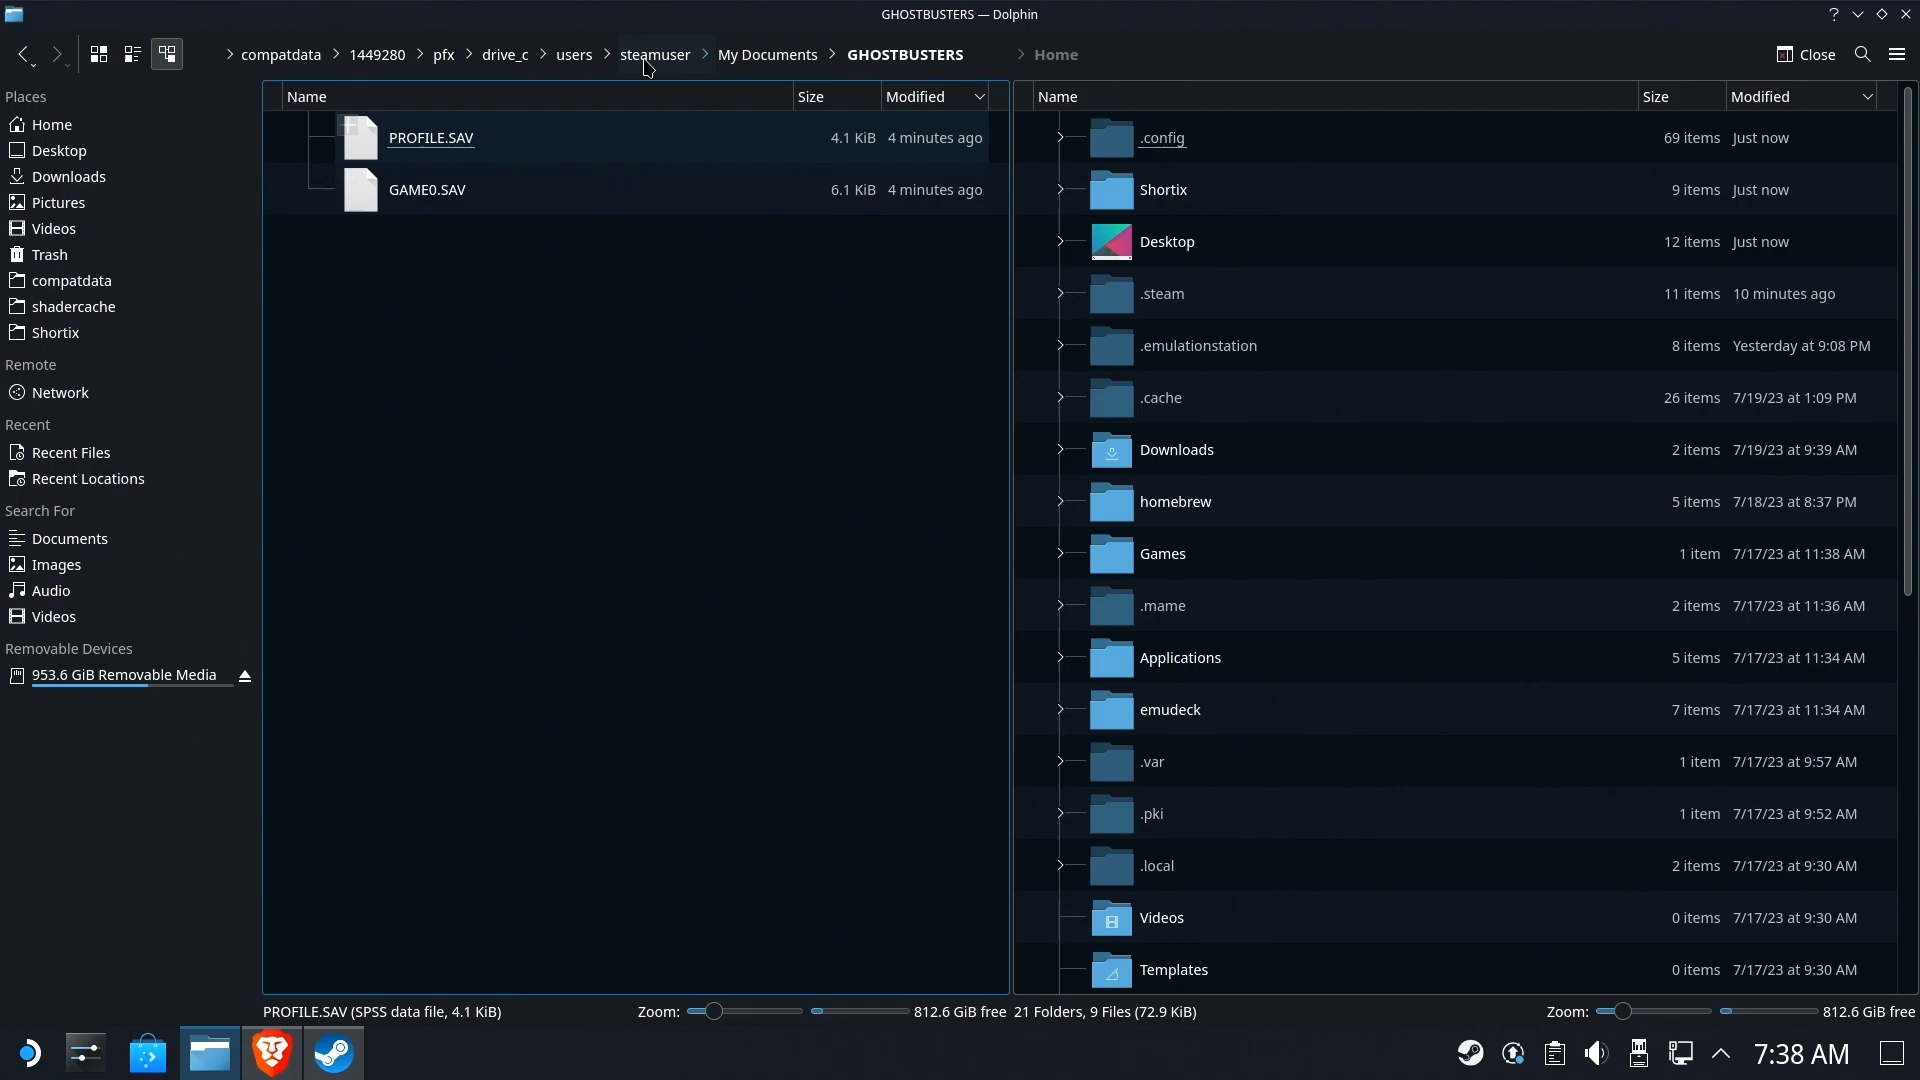 GHOSTBUSTERS — Dolphin
compatdata
1449280
pfx
drive_c
users
steamuser
My Documents
GHOSTBUSTERS
Home
Close
Places
Home
Desktop
Downloads
Pictures
Videos
Trash
compatdata
shadercache
Shortix
Remote
Network
Recent
Recent Files
Recent Locations
Search For
Documents
Images
Audio
Videos
Removable Devices
953.6 GiB Removable Media
Name Size Modified
PROFILE.SAV 4.1 KiB 4 minutes ago
GAME0.SAV 6.1 KiB 4 minutes ago
PROFILE.SAV (SPSS data file, 4.1 KiB) Zoom: 812.6 GiB free
Name Size Modified
.config 69 items Just now
Shortix 9 items Just now
Desktop 12 items Just now
.steam 11 items 10 minutes ago
.emulationstation 8 items Yesterday at 9:08 PM
.cache 26 items 7/19/23 at 1:09 PM
Downloads 2 items 7/19/23 at 9:39 AM
homebrew 5 items 7/18/23 at 8:37 PM
Games 1 item 7/17/23 at 11:38 AM
.mame 2 items 7/17/23 at 11:36 AM
Applications 5 items 7/17/23 at 11:34 AM
emudeck 7 items 7/17/23 at 11:34 AM
.var 1 item 7/17/23 at 9:57 AM
.pki 1 item 7/17/23 at 9:52 AM
.local 2 items 7/17/23 at 9:30 AM
Videos 0 items 7/17/23 at 9:30 AM
Templates 0 items 7/17/23 at 9:30 AM
21 Folders, 9 Files (72.9 KiB) Zoom: 812.6 GiB free
7:38 AM